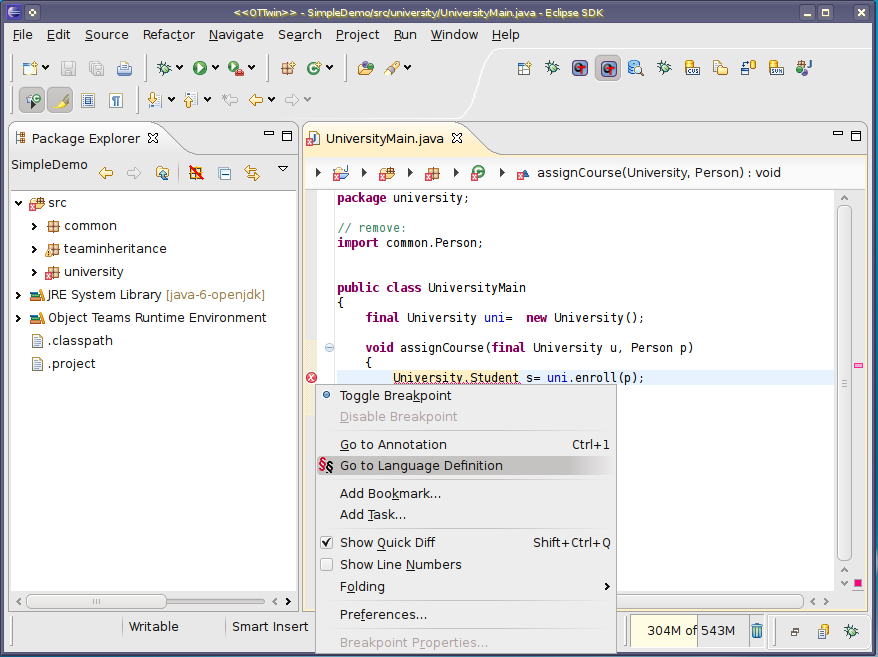 <<OTTwin>> - SimpleDemo/src/university/UniversityMain.java - Eclipse SDK
File Edit Source Refactor Navigate Search Project Run Window Help
Package Explorer
SimpleDemo
src
common
teaminheritance
university
JRE System Library [java-6-openjdk]
Object Teams Runtime Environment
.classpath
.project
UniversityMain.java
assignCourse(University, Person) : void
package university;
// remove:
import common.Person;
public class UniversityMain
{
final University uni=  new University();
void assignCourse(final University u, Person p)
{
University.Student s= uni.enroll(p);
Toggle Breakpoint
Disable Breakpoint
Go to Annotation Ctrl+1
§§ Go to Language Definition
Add Bookmark...
Add Task...
Show Quick Diff Shift+Ctrl+Q
Show Line Numbers
Folding
Preferences...
Breakpoint Properties...
Writable Smart Insert
304M of 543M